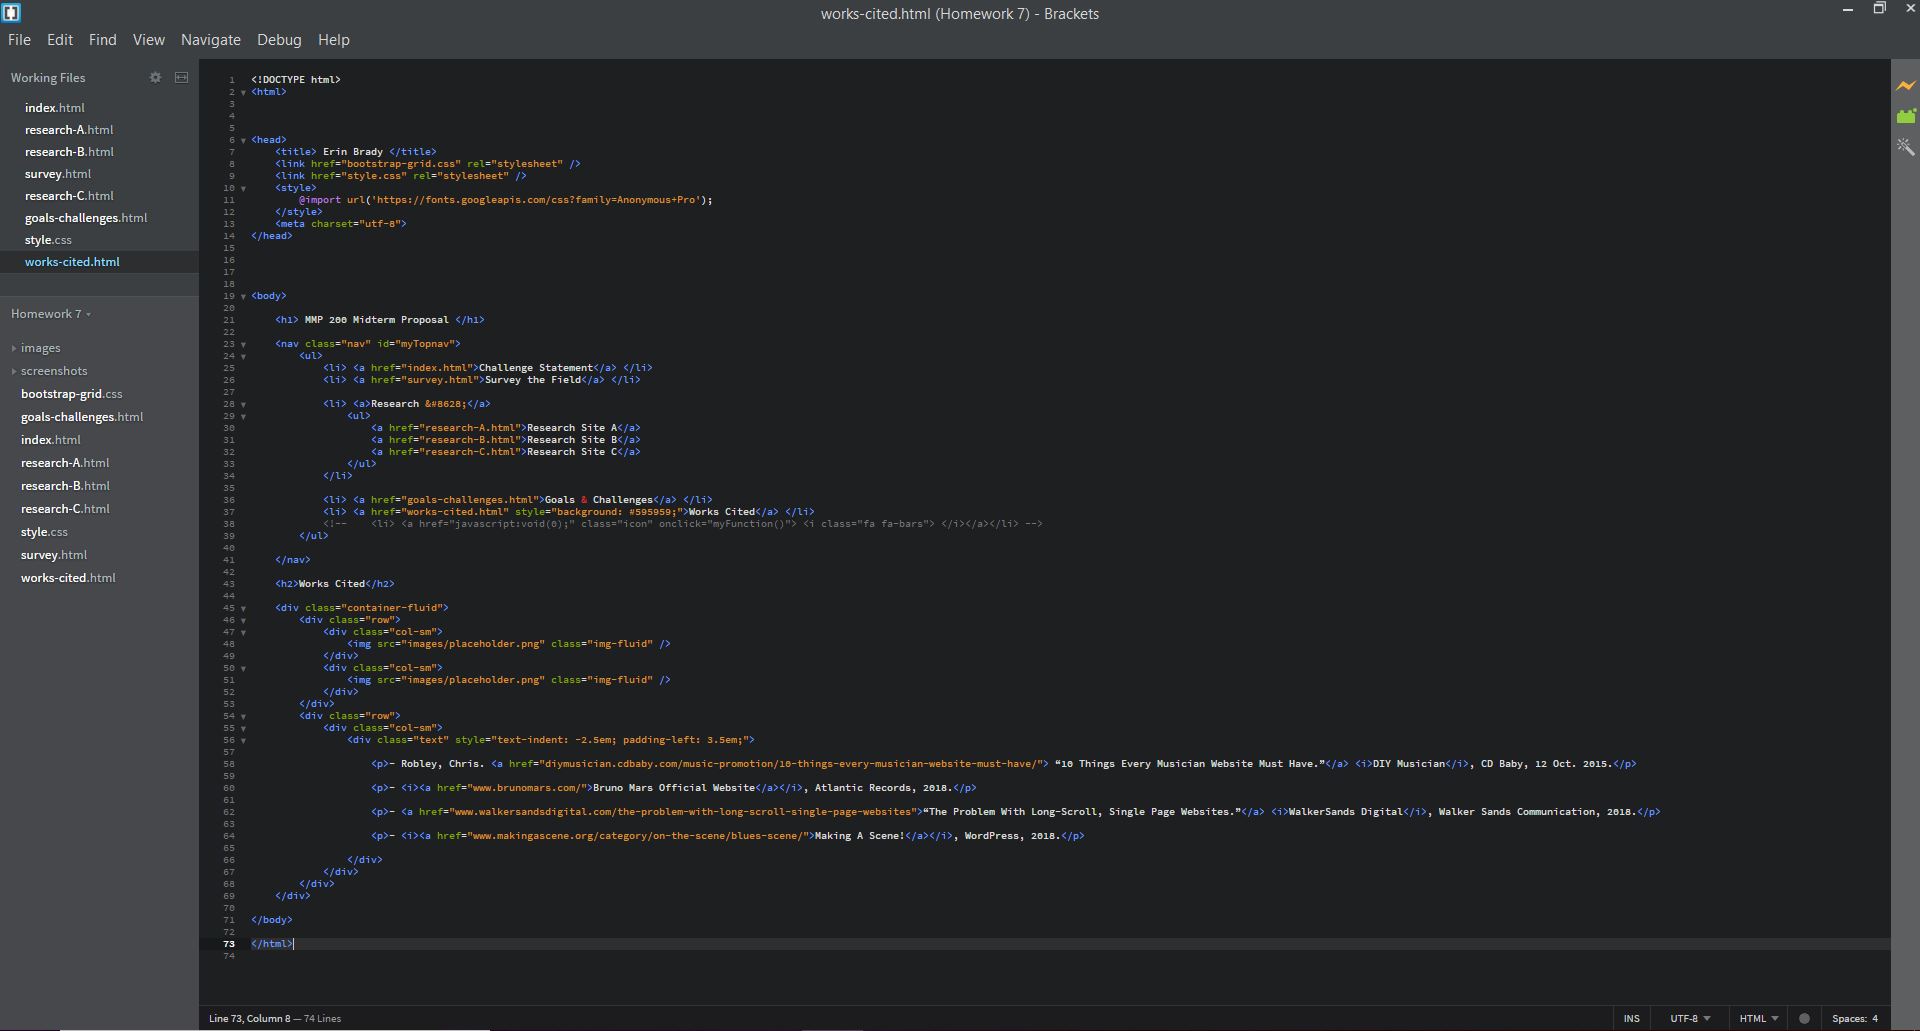 works-cited.html (Homework 7) - Brackets
File Edit Find View Navigate Debug Help
Working Files
index.html
research-A.html
research-B.html
survey.html
research-C.html
goals-challenges.html
style.css
works-cited.html
Homework 7
images
screenshots
bootstrap-grid.css
goals-challenges.html
index.html
research-A.html
research-B.html
research-C.html
style.css
survey.html
works-cited.html
1 <!DOCTYPE html>
2 <html>
3
4
5
6 <head>
7 <title> Erin Brady </title>
8 <link href="bootstrap-grid.css" rel="stylesheet" />
9 <link href="style.css" rel="stylesheet" />
10 <style>
11 @import url('https://fonts.googleapis.com/css?family=Anonymous+Pro');
12 </style>
13 <meta charset="utf-8">
14 </head>
15
16
17
18
19 <body>
20
21 <h1> MMP 200 Midterm Proposal </h1>
22
23 <nav class="nav" id="myTopnav">
24 <ul>
25 <li> <a href="index.html">Challenge Statement</a> </li>
26 <li> <a href="survey.html">Survey the Field</a> </li>
27
28 <li> <a>Research &#8628;</a>
29 <ul>
30 <a href="research-A.html">Research Site A</a>
31 <a href="research-B.html">Research Site B</a>
32 <a href="research-C.html">Research Site C</a>
33 </ul>
34 </li>
35
36 <li> <a href="goals-challenges.html">Goals & Challenges</a> </li>
37 <li> <a href="works-cited.html" style="background: #595959;">Works Cited</a> </li>
38 <!-- <li> <a href="javascript:void(0);" class="icon" onclick="myFunction()"> <i class="fa fa-bars"> </i></a></li> -->
39 </ul>
40
41 </nav>
42
43 <h2>Works Cited</h2>
44
45 <div class="container-fluid">
46 <div class="row">
47 <div class="col-sm">
48 <img src="images/placeholder.png" class="img-fluid" />
49 </div>
50 <div class="col-sm">
51 <img src="images/placeholder.png" class="img-fluid" />
52 </div>
53 </div>
54 <div class="row">
55 <div class="col-sm">
56 <div class="text" style="text-indent: -2.5em; padding-left: 3.5em;">
57
58 <p>- Robley, Chris. <a href="diymusician.cdbaby.com/music-promotion/10-things-every-musician-website-must-have/"> “10 Things Every Musician Website Must Have.”</a> <i>DIY Musician</i>, CD Baby, 12 Oct. 2015.</p>
59
60 <p>- <i><a href="www.brunomars.com/">Bruno Mars Official Website</a></i>, Atlantic Records, 2018.</p>
61
62 <p>- <a href="www.walkersandsdigital.com/the-problem-with-long-scroll-single-page-websites">“The Problem With Long-Scroll, Single Page Websites.”</a> <i>WalkerSands Digital</i>, Walker Sands Communication, 2018.</p>
63
64 <p>- <i><a href="www.makingascene.org/category/on-the-scene/blues-scene/">Making A Scene!</a></i>, WordPress, 2018.</p>
65
66 </div>
67 </div>
68 </div>
69 </div>
70
71 </body>
72
73 </html>
74
Line 73, Column 8 — 74 Lines
INS UTF-8 HTML Spaces: 4